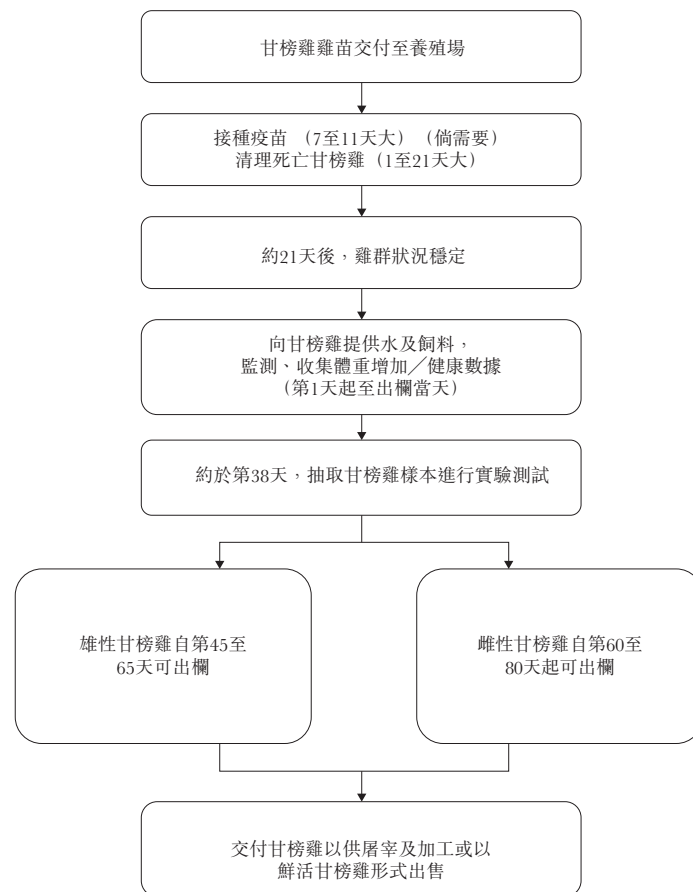 甘榜雞雞苗交付至養殖場
接種疫苗 （7至11天大）（倘需要）
清理死亡甘榜雞（1至21天大）
約21天後，雞群狀況穩定
向甘榜雞提供水及飼料，
監測、收集體重增加╱健康數據
（第1天起至出欄當天）
約於第38天，抽取甘榜雞樣本進行實驗測試
雄性甘榜雞自第45至
65天可出欄
雌性甘榜雞自第60至
80天起可出欄
交付甘榜雞以供屠宰及加工或以
鮮活甘榜雞形式出售